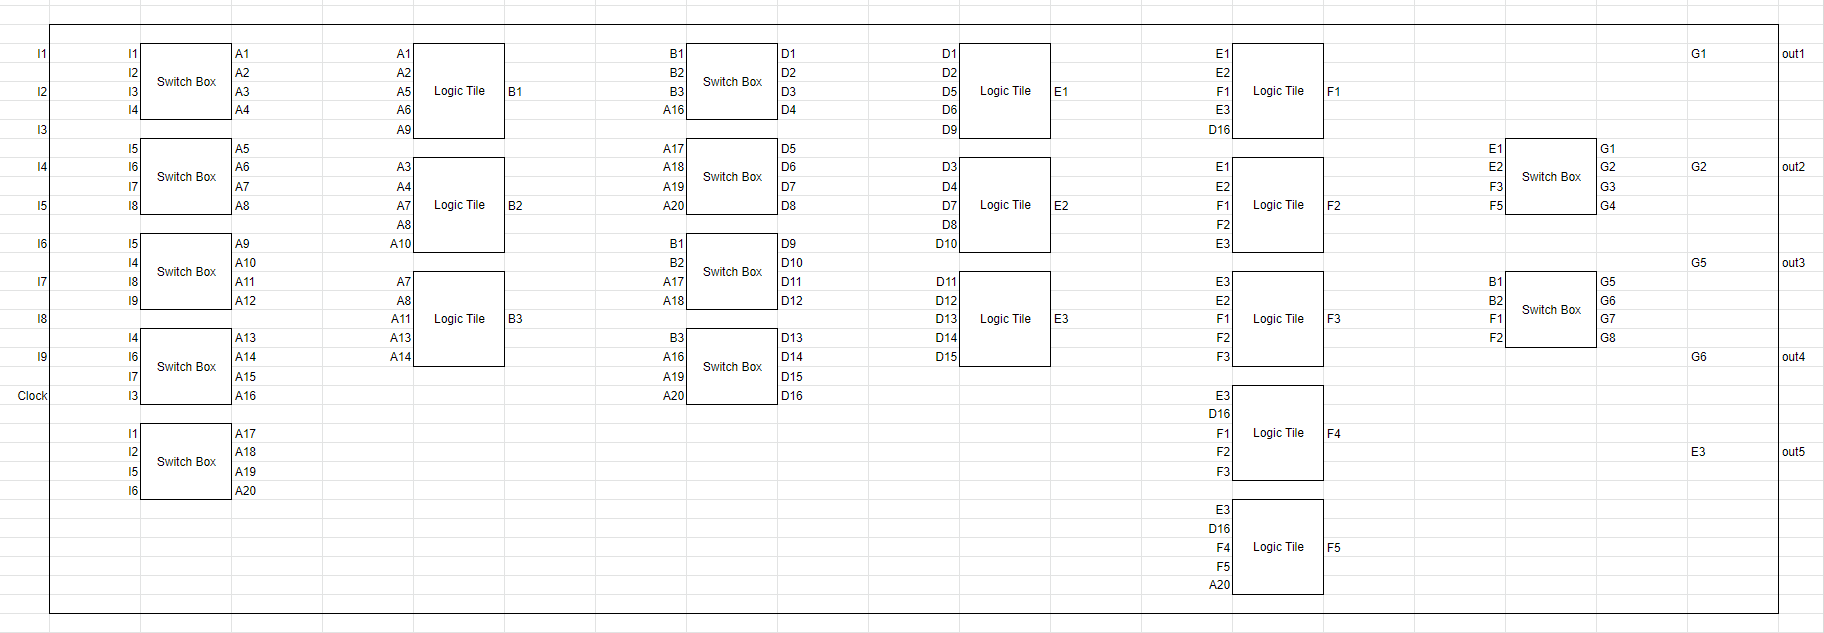 I1 I1 A1 A1 B1 D1 D1 E1 G1 out1
I2 A2 A2 B2 D2 D2 E2
Switch Box Switch Box
I2 I3 A3 A5 Logic Tile B1 B3 D3 D5 Logic Tile E1 F1 Logic Tile F1
I4 A4 A6 A16 D4 D6 E3
I3 A9 D9 D16
I5 A5 A17 D5 E1 G1
I4 I6 A6 A3 A18 D6 D3 E1 E2 G2 G2 out2
Switch Box Switch Box Switch Box
I7 A7 A4 A19 D7 D4 E2 F3 G3
I5 I8 A8 A7 Logic Tile B2 A20 D8 D7 Logic Tile E2 F1 Logic Tile F2 F5 G4
A8 D8 F2
I6 I5 A9 A10 B1 D9 D10 E3
I4 A10 B2 D10 G5 out3
Switch Box Switch Box
I7 I8 A11 A7 A17 D11 D11 E3 B1 G5
I9 A12 A8 A18 D12 D12 E2 B2 G6
Switch Box
I8 A11 Logic Tile B3 D13 Logic Tile E3 F1 Logic Tile F3 F1 G7
I4 A13 A13 B3 D13 D14 F2 F2 G8
I9 I6 A14 A14 A16 D14 D15 F3 G6 out4
Switch Box Switch Box
I7 A15 A19 D15
Clock I3 A16 A20 D16 E3
D16
I1 A17 F1 Logic Tile F4
I2 A18 F2 E3 out5
Switch Box
I5 A19 F3
I6 A20
E3
D16
F4 Logic Tile F5
F5
A20